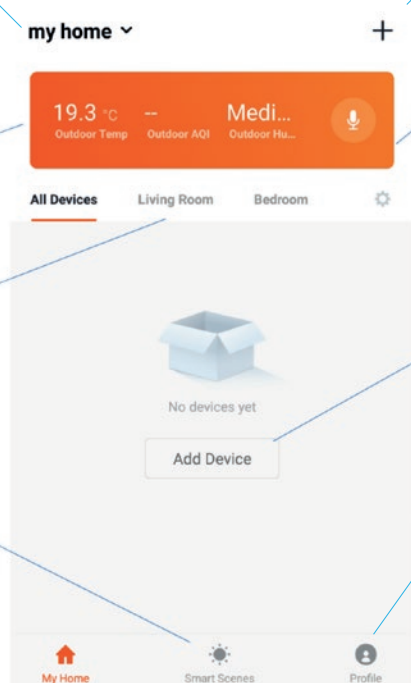 my home
19.3 °C -- Medi...
Outdoor Temp Outdoor AQI Outdoor Hu...
All Devices Living Room Bedroom
No devices yet
Add Device
My Home Smart Scenes Profile